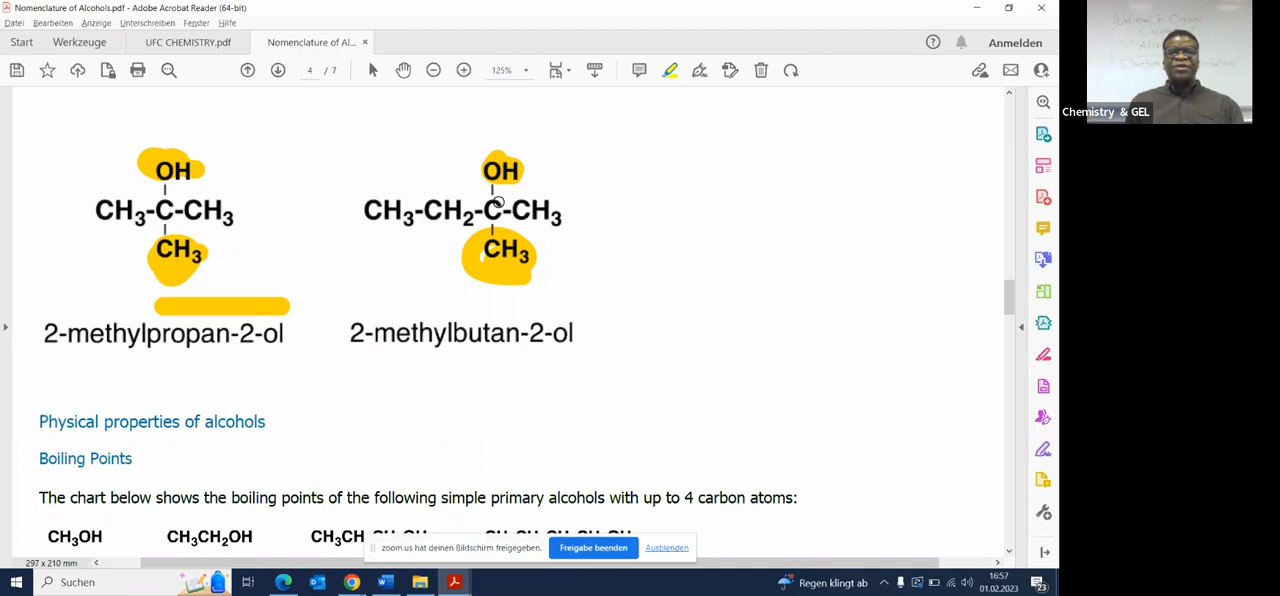 Nomenclature of Alcohols.pdf - Adobe Acrobat Reader (64-bit)
Datei Bearbeiten Anzeige Unterschreiben Fenster Hilfe
Start Werkzeuge UFC CHEMISTRY.pdf Nomenclature of Al... × Anmelden
4 / 7 125%
Welcome to Organic
Chemistry & GEL
OH OH
CH₃-C-CH₃ CH₃-CH₂-C-CH₃
CH₃ CH₃
2-methylpropan-2-ol 2-methylbutan-2-ol
Physical properties of alcohols
Boiling Points
The chart below shows the boiling points of the following simple primary alcohols with up to 4 carbon atoms:
CH₃OH CH₃CH₂OH
zoom.us hat deinen Bildschirm freigegeben. Freigabe beenden Ausblenden
297 x 210 mm
Suchen Regen klingt ab 16:57
01.02.2023 23